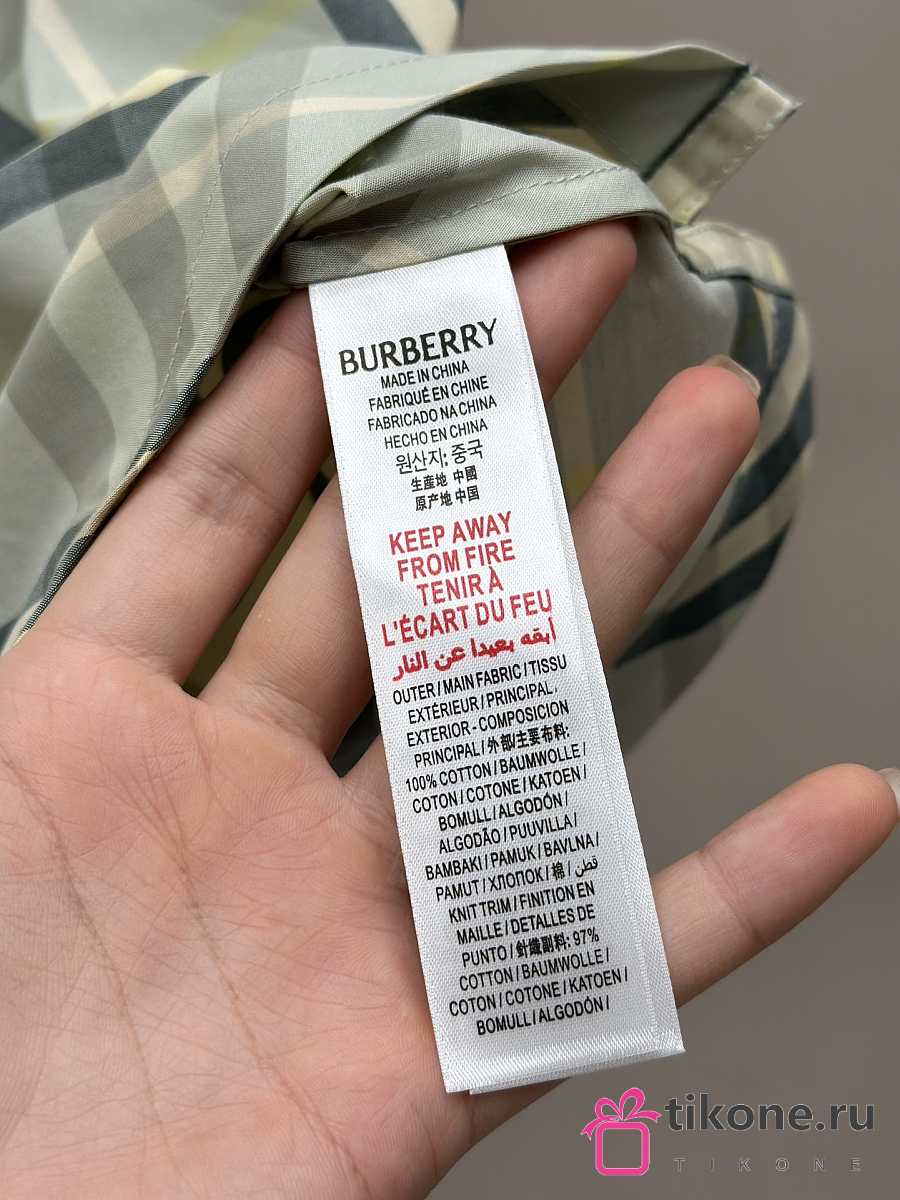 BURBERRY
MADE IN CHINA
FABRIQUÉ EN CHINE
FABRICADO NA CHINA
HECHO EN CHINA
원산지: 중국
生産地 中國
原产地 中国
KEEP AWAY
FROM FIRE
TENIR À
L'ÉCART DU FEU
أبقه بعيدا عن النار
OUTER / MAIN FABRIC / TISSU
EXTÉRIEUR / PRINCIPAL .
EXTERIOR - COMPOSICION
PRINCIPAL / 外部/主要布料:
100% COTTON / BAUMWOLLE /
COTON / COTONE / KATOEN /
BOMULL / ALGODÓN /
ALGODÃO / PUUVILLA /
BAMBAKI / PAMUK / BAVLNA /
PAMUT / ХЛОПОК / 棉 / قطن
KNIT TRIM / FINITION EN
MAILLE / DETALLES DE
PUNTO / 針織副料: 97%
COTTON / BAUMWOLLE /
COTON / COTONE / KATOEN /
BOMULL / ALGODÓN /
tikone.ru
TIKONE